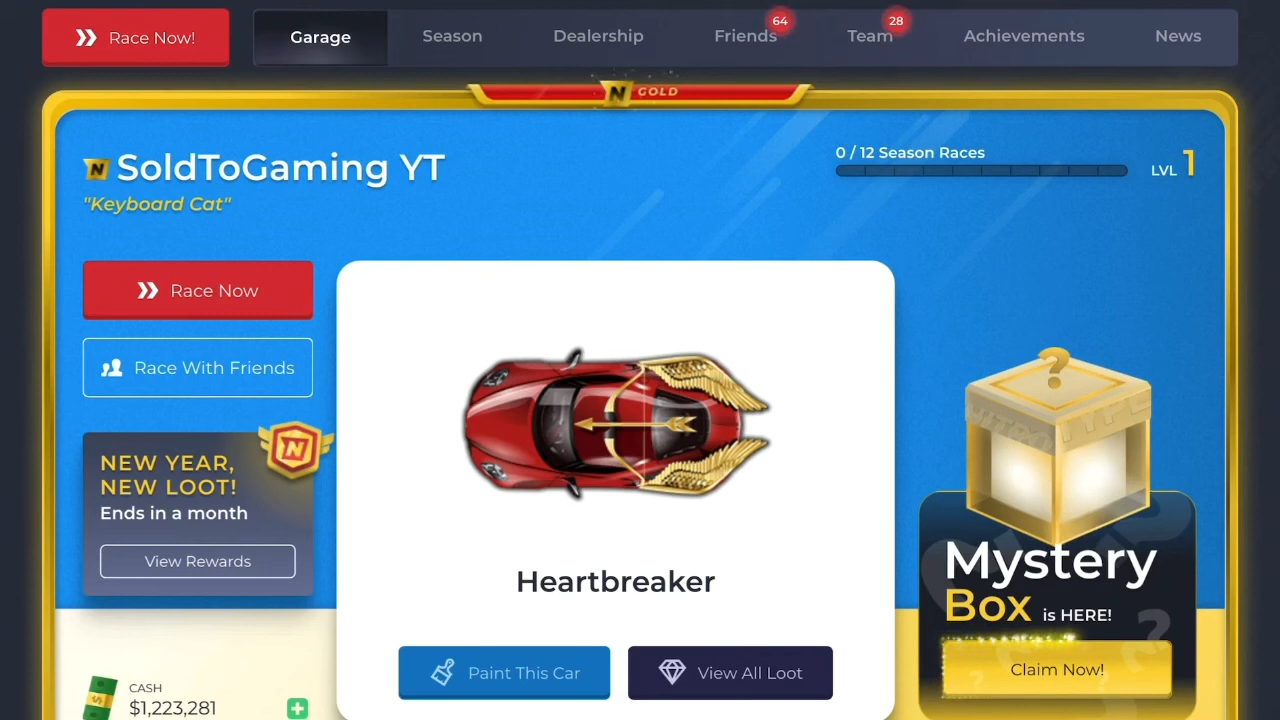 Race Now!
Garage
Season
Dealership
Friends
64
Team
28
Achievements
News
N GOLD
N SoldToGaming YT
"Keyboard Cat"
0 / 12 Season Races
LVL 1
Race Now
Race With Friends
N
NEW YEAR,
NEW LOOT!
Ends in a month
View Rewards
Heartbreaker
Paint This Car
View All Loot
?
NITRO TYPE
Mystery
Box is HERE!
Claim Now!
CASH
$1,223,281